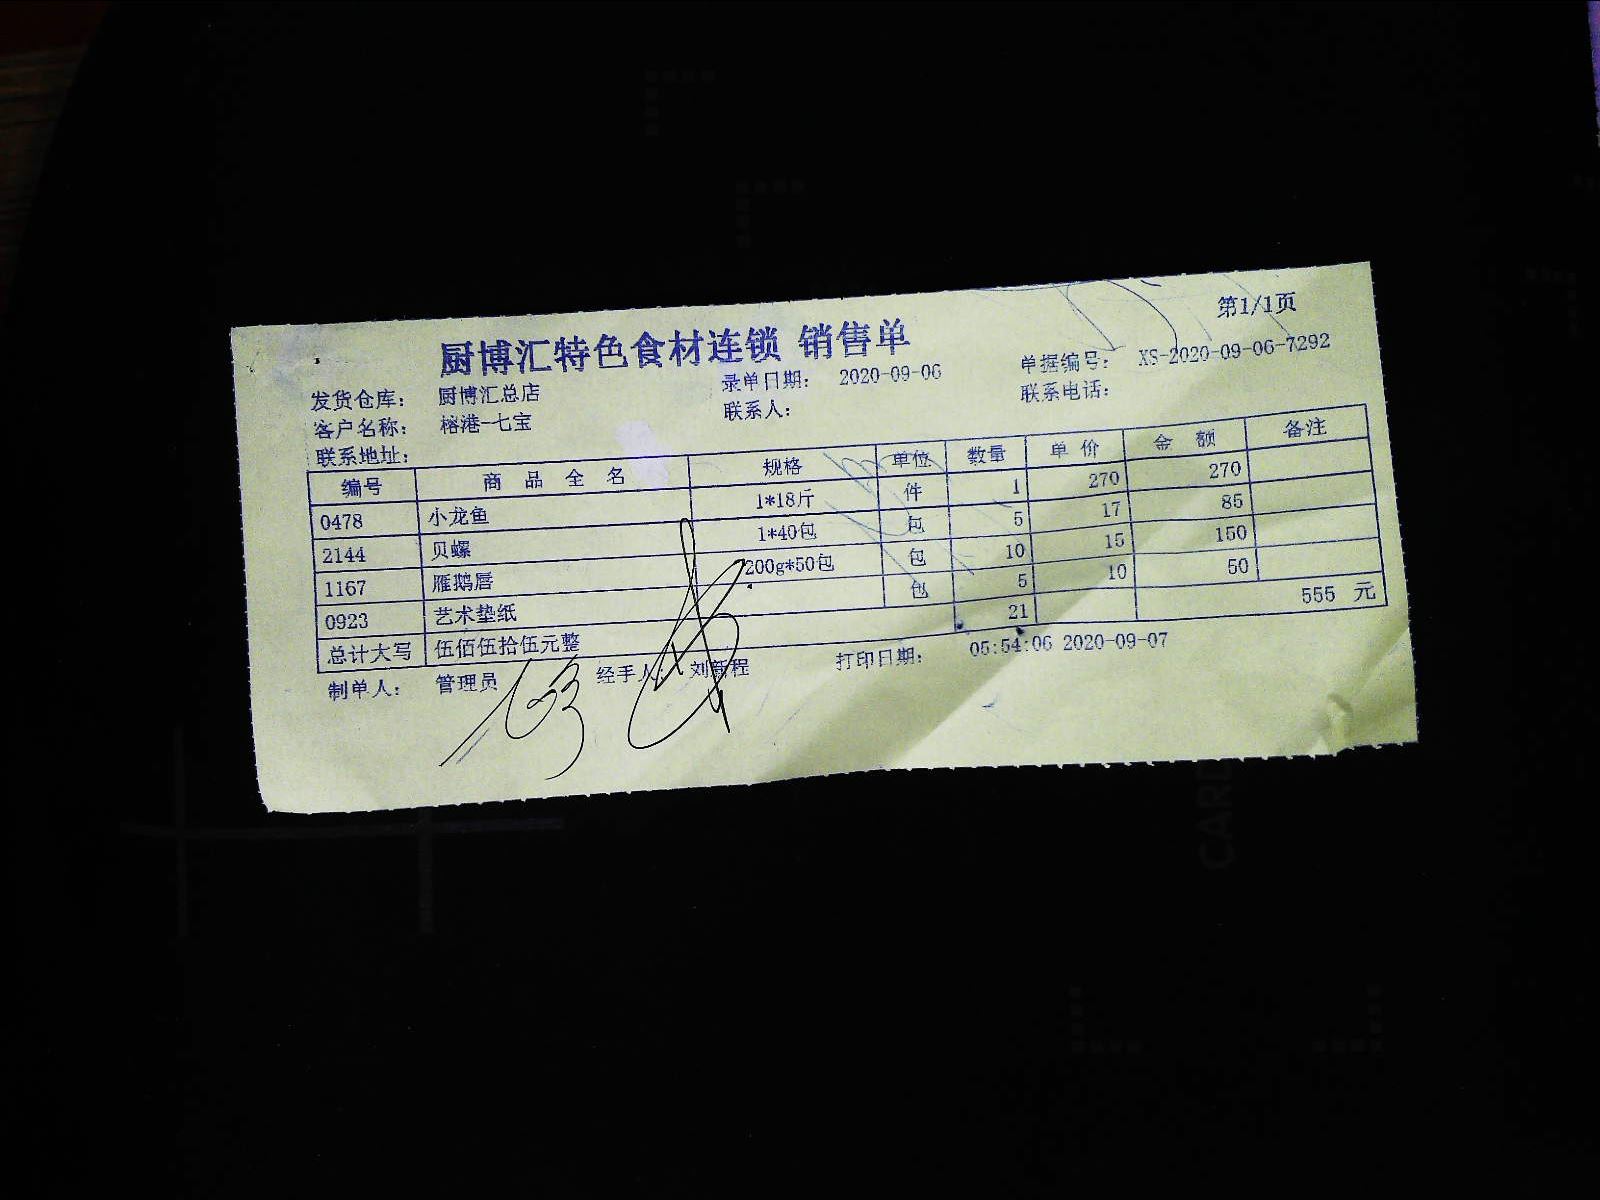 第1/1页
厨博汇特色食材连锁 销售单
发货仓库: 厨博汇总店 录单日期: 2020-09-06 单据编号: XS-2020-09-06-7292
客户名称: 榕港-七宝 联系人: 联系电话:
联系地址:
编号 商品全名 规格 单位 数量 单价 金额 备注
0478 小龙鱼 1*18斤 件 1 270 270
2144 贝螺 1*40包 包 5 17 85
1167 雁鹅唇 200g*50包 包 10 15 150
0923 艺术垫纸 包 5 10 50
总计大写 伍佰伍拾伍元整 21 555 元
制单人: 管理员 经手人: 刘新程 打印日期: 05:54:06 2020-09-07